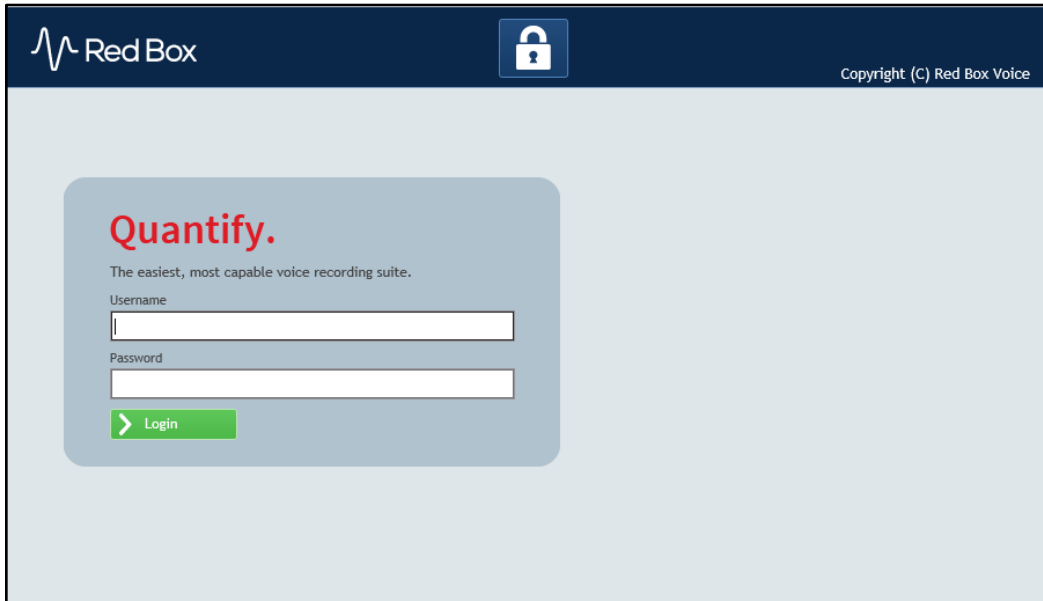 Red Box
Copyright (C) Red Box Voice
Quantify.
The easiest, most capable voice recording suite.
Username
Password
Login